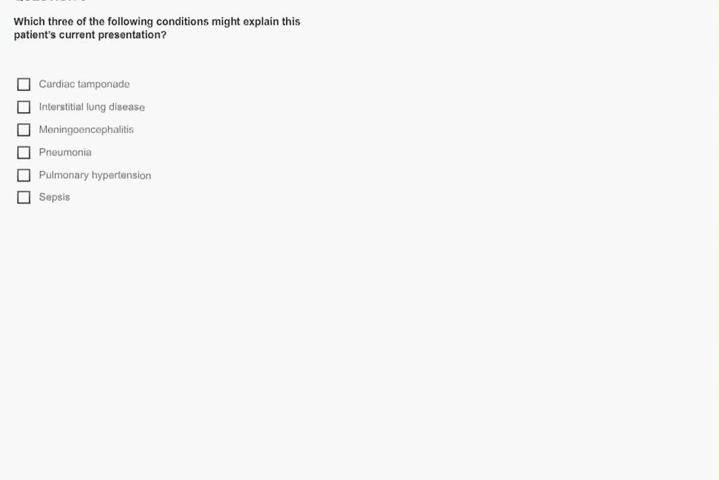 Which three of the following conditions might explain this
patient's current presentation?
Cardiac tamponade
Interstitial lung disease
Meningoencephalitis
Pneumonia
Pulmonary hypertension
Sepsis